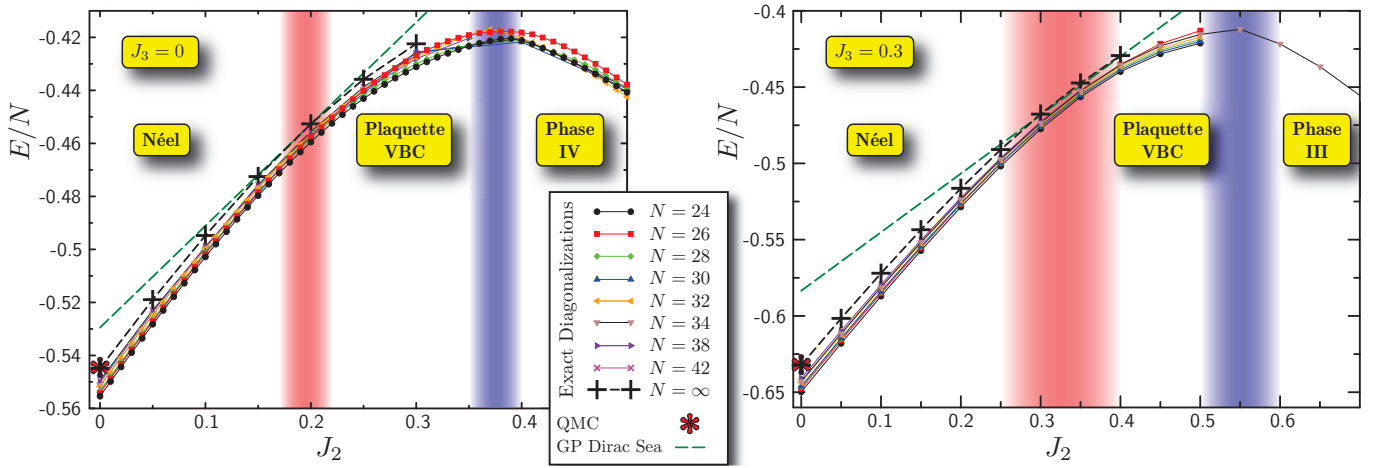 -0.42
-0.44
-0.46
-0.48
-0.5
-0.52
-0.54
-0.56
E/N
J₃ = 0
Néel
Plaquette
VBC
Phase
IV
0
0.1
0.2
0.3
0.4
J₂
Exact Diagonalizations
N = 24
N = 26
N = 28
N = 30
N = 32
N = 34
N = 38
N = 42
N = ∞
QMC
GP Dirac Sea
-0.4
-0.45
-0.5
-0.55
-0.6
-0.65
E/N
J₃ = 0.3
Néel
Plaquette
VBC
Phase
III
0
0.1
0.2
0.3
0.4
0.5
0.6
J₂